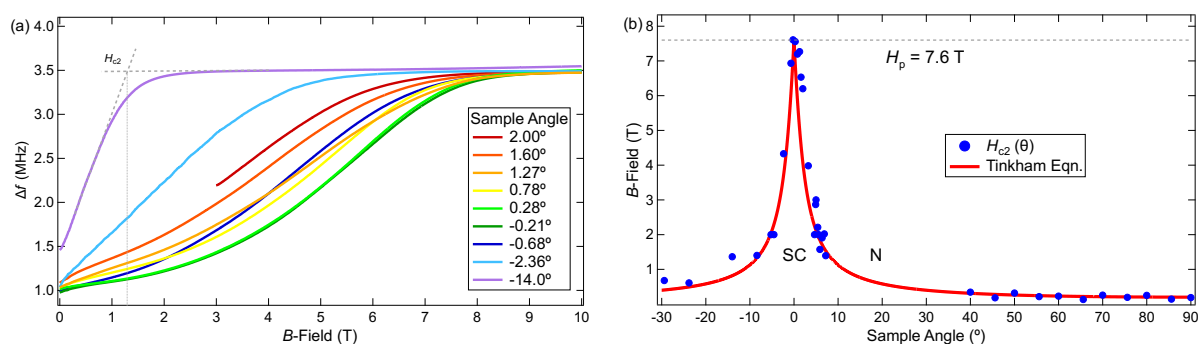 (a)
4.0
3.5
3.0
2.5
2.0
1.5
1.0
Δf (MHz)
Hc2
Sample Angle
2.00º
1.60º
1.27º
0.78º
0.28º
-0.21º
-0.68º
-2.36º
-14.0º
0 1 2 3 4 5 6 7 8 9 10
B-Field (T)
(b)
8
7
6
5
4
3
2
1
B-Field (T)
Hp = 7.6 T
Hc2 (θ)
Tinkham Eqn.
SC N
-30 -20 -10 0 10 20 30 40 50 60 70 80 90
Sample Angle (º)